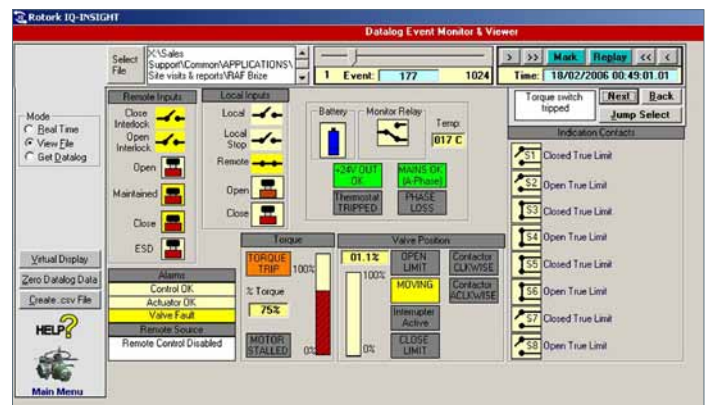 Rotork IQ-INSIGHT
Datalog Event Monitor & Viewer
Select File
X:\Sales
Support\Common\APPLICATIONS\
Site visits & reports\RAF Brize
1 Event: 177 1024
> >> Mark Replay << <
Time: 18/02/2006 00:49:01.01
Torque switch tripped
Next Back
Jump Select
Mode
Real Time
View File
Get Datalog
Virtual Display
Zero Datalog Data
Create .csv File
HELP?
Main Menu
Remote Inputs
Close Interlock
Open Interlock
Open
Maintained
Close
ESD
Local Inputs
Local
Local Stop
Remote
Open
Close
Battery
Monitor Relay
Temp:
017 C
+24V OUT OK
MAINS OK (A-Phase)
Thermostat TRIPPED
PHASE LOSS
Indication Contacts
S1 Closed True Limit
S2 Open True Limit
S3 Closed True Limit
S4 Open True Limit
S5 Closed True Limit
S6 Open True Limit
S7 Closed True Limit
S8 Open True Limit
Alarms
Control OK
Actuator OK
Valve Fault
Remote Source
Remote Control Disabled
Torque
TORQUE TRIP
100%
% Torque
75%
MOTOR STALLED
0%
Valve Position
01.1%
100%
0%
OPEN LIMIT
MOVING
Interrupter Active
CLOSE LIMIT
Contactor CLKWISE
Contactor ACLKWISE